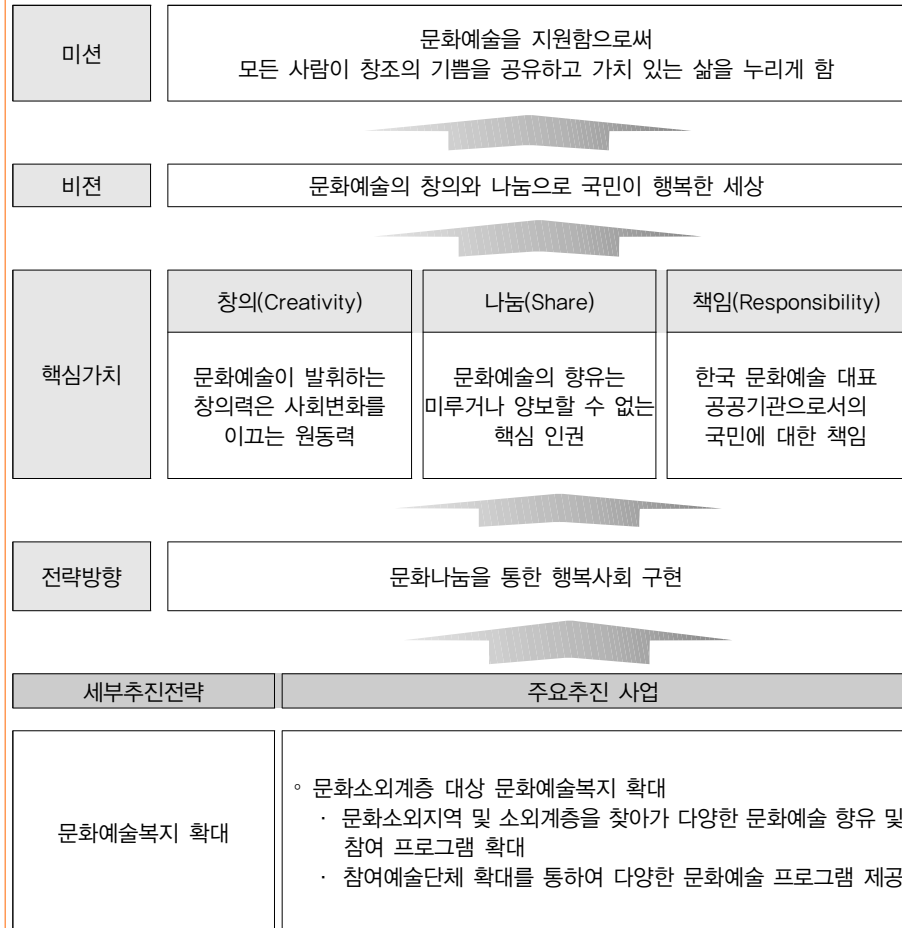 미션
문화예술을 지원함으로써
모든 사람이 창조의 기쁨을 공유하고 가치 있는 삶을 누리게 함
비젼
문화예술의 창의와 나눔으로 국민이 행복한 세상
핵심가치
창의(Creativity)
나눔(Share)
책임(Responsibility)
문화예술이 발휘하는
창의력은 사회변화를
이끄는 원동력
문화예술의 향유는
미루거나 양보할 수 없는
핵심 인권
한국 문화예술 대표
공공기관으로서의
국민에 대한 책임
전략방향
문화나눔을 통한 행복사회 구현
세부추진전략
주요추진 사업
문화예술복지 확대
◦ 문화소외계층 대상 문화예술복지 확대
· 문화소외지역 및 소외계층을 찾아가 다양한 문화예술 향유 및
참여 프로그램 확대
· 참여예술단체 확대를 통하여 다양한 문화예술 프로그램 제공